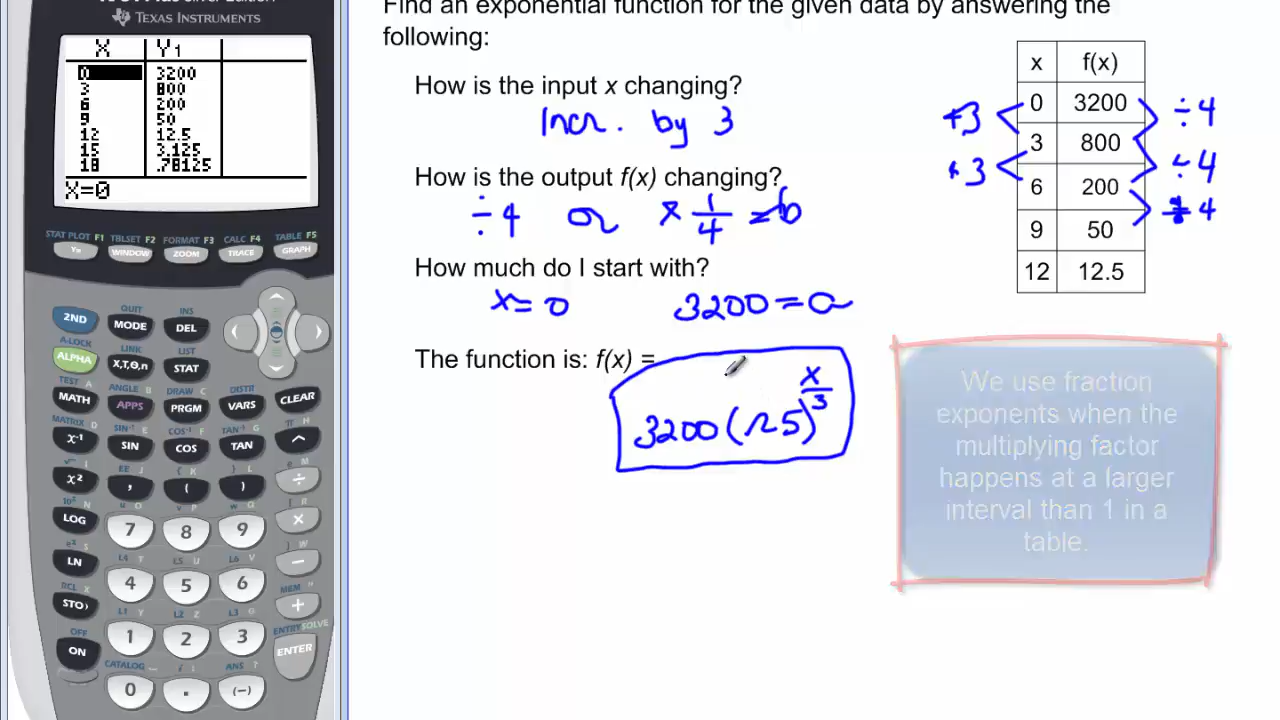 TEXAS INSTRUMENTS
X Y1
0 3200
3 800
6 200
9 50
12 12.5
15 3.125
18 .78125
X=0
STAT PLOT F1 TBLSET F2 FORMAT F3 CALC F4 TABLE F5
Y= WINDOW ZOOM TRACE GRAPH
QUIT INS
2ND MODE DEL
A-LOCK LINK LIST
ALPHA X,T,Θ,n STAT
TEST A ANGLE B DRAW C DISTR
MATH APPS PRGM VARS CLEAR
MATRIX D SIN-1 E COS-1 F TAN-1 G H
X-1 SIN COS TAN ^
x2 , ( ) ÷
LOG 7 8 9 ×
LN 4 5 6 −
RCL X L1 Y L2 Z L3 MEM "
STO› 1 2 3 +
OFF CATALOG ANS ? ENTRY SOLVE
ON 0 . (−) ENTER
Find an exponential function for the given data by answering the
following:
How is the input x changing?
Incr. by 3
How is the output f(x) changing?
÷4 or × 1/4 = b
How much do I start with?
x=0 3200=a
The function is: f(x) =
3200(.25)^x/3
x f(x)
0 3200
3 800
6 200
9 50
12 12.5
+3 ÷4
+3 ÷4
÷4
We use fraction
exponents when the
multiplying factor
happens at a larger
interval than 1 in a
table.